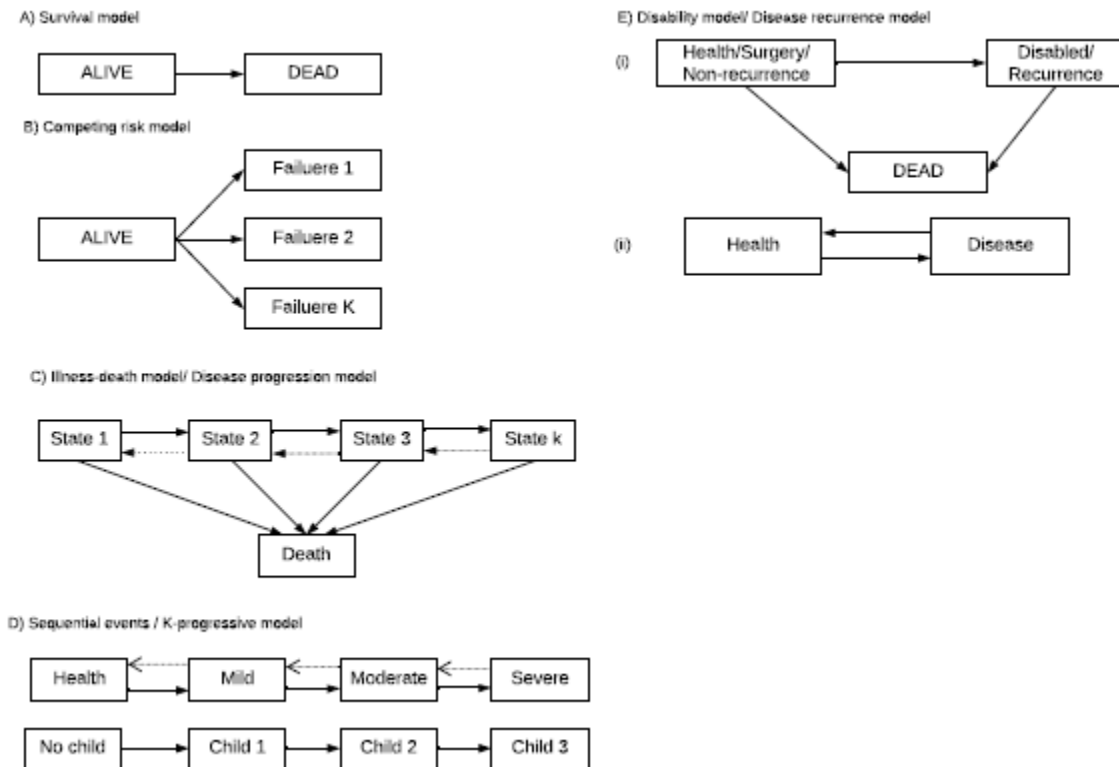 A) Survival model
ALIVE
DEAD
B) Competing risk model
Failuere 1
ALIVE
Failuere 2
Failuere K
C) Illness-death model/ Disease progression model
State 1
State 2
State 3
State k
Death
D) Sequential events / K-progressive model
Health
Mild
Moderate
Severe
No child
Child 1
Child 2
Child 3
E) Disability model/ Disease recurrence model
(i)
Health/Surgery/
Non-recurrence
Disabled/
Recurrence
DEAD
(ii)
Health
Disease